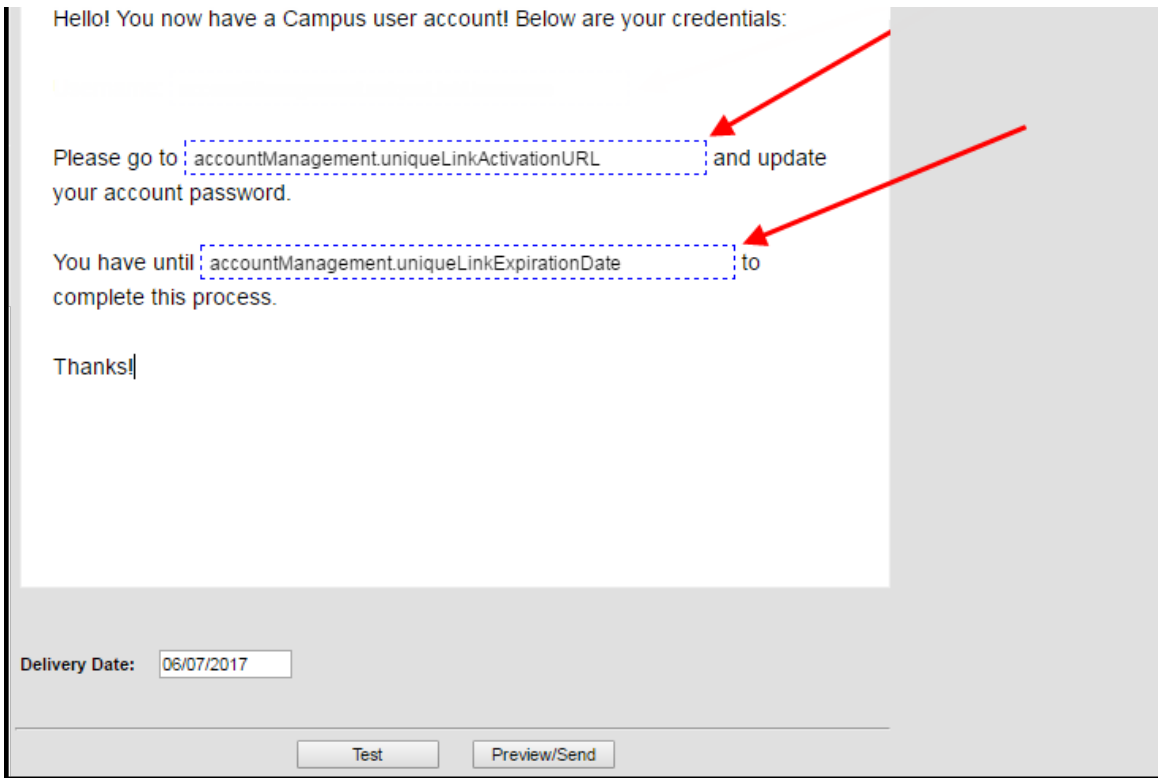 Hello! You now have a Campus user account! Below are your credentials:
Please go to accountManagement.uniqueLinkActivationURL and update
your account password.
You have until accountManagement.uniqueLinkExpirationDate to
complete this process.
Thanks!
Delivery Date: 06/07/2017
Test Preview/Send